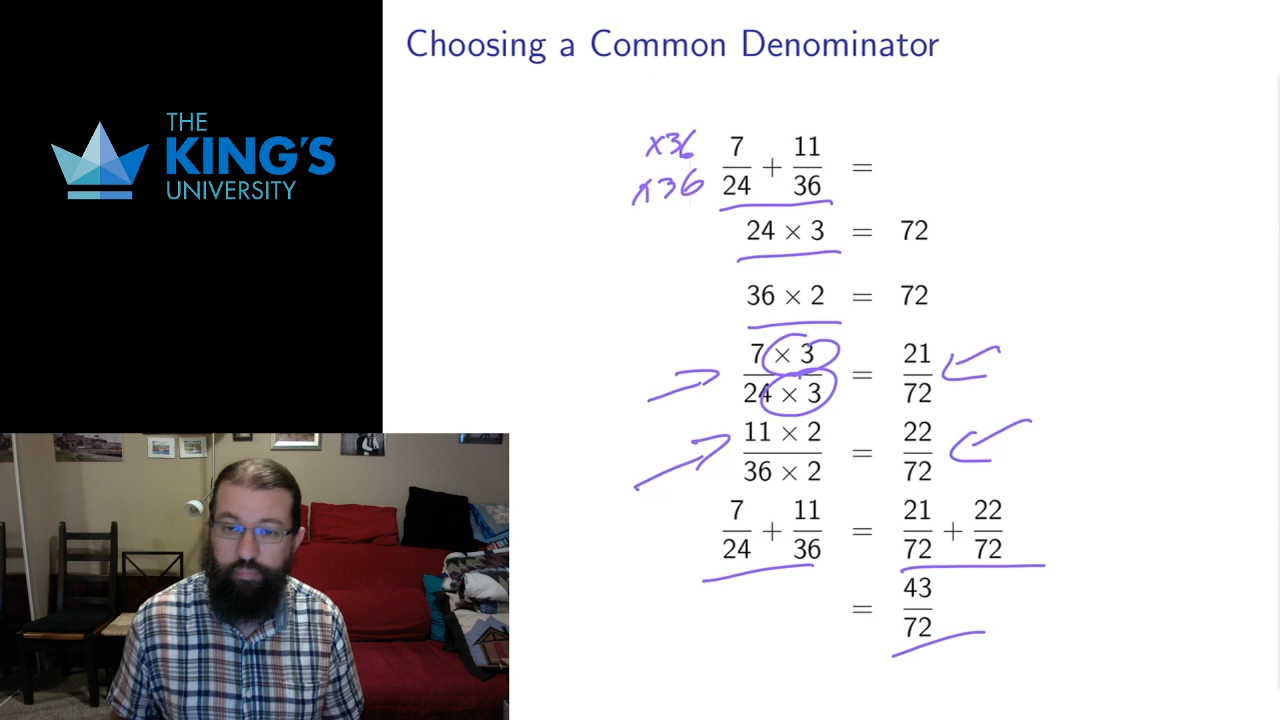 THE
KING'S
UNIVERSITY
Choosing a Common Denominator
×36
×36
7/24 + 11/36 =
24 × 3 = 72
36 × 2 = 72
7 × 3 / 24 × 3 = 21/72
11 × 2 / 36 × 2 = 22/72
7/24 + 11/36 = 21/72 + 22/72
= 43/72